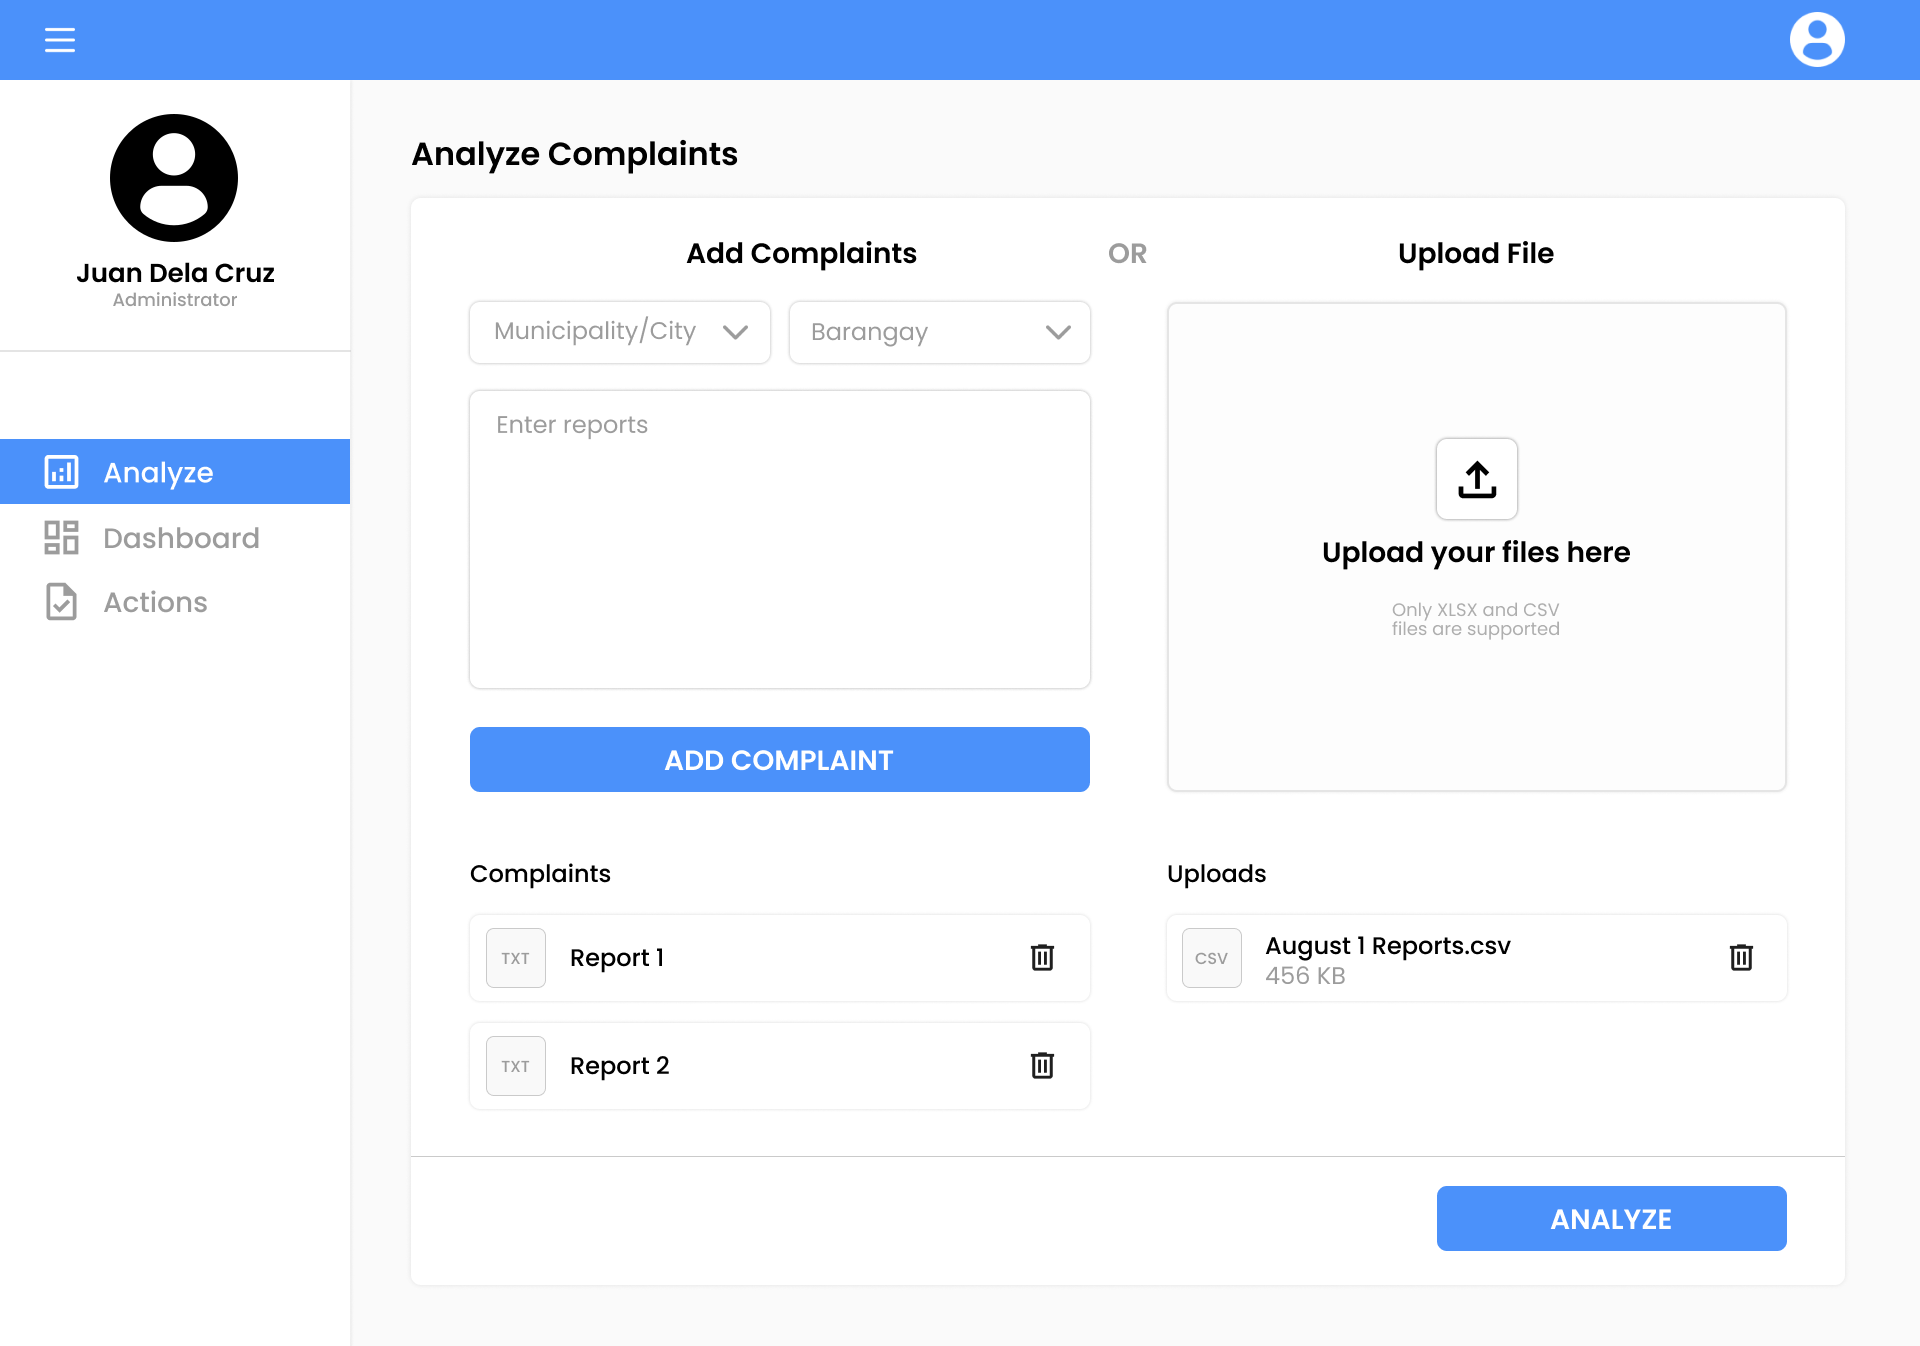 Juan Dela Cruz
Administrator
Analyze
Dashboard
Actions
Analyze Complaints
Add Complaints
OR
Upload File
Municipality/City
Barangay
Enter reports
ADD COMPLAINT
Upload your files here
Only XLSX and CSV
files are supported
Complaints
TXT
Report 1
TXT
Report 2
Uploads
CSV
August 1 Reports.csv
456 KB
ANALYZE